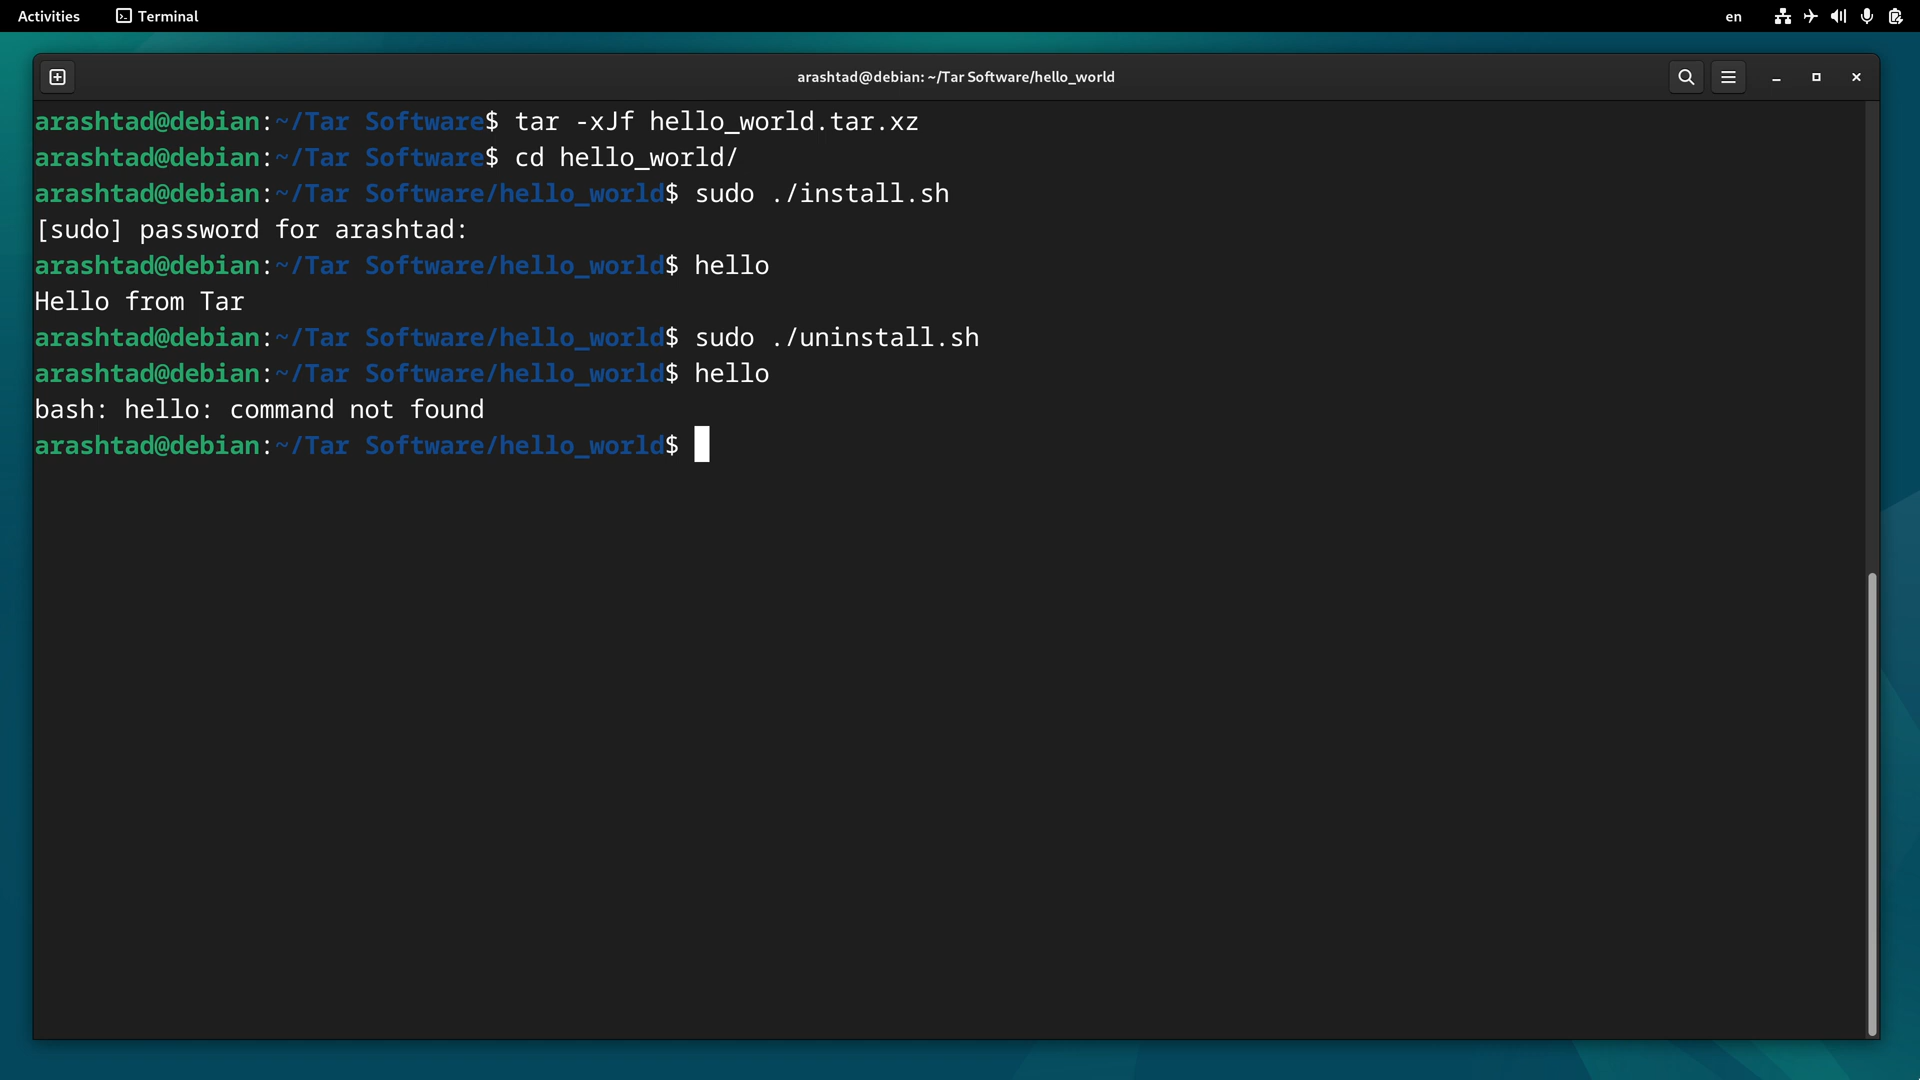 Activities Terminal en
arashtad@debian: ~/Tar Software/hello_world
arashtad@debian:~/Tar Software$ tar -xJf hello_world.tar.xz
arashtad@debian:~/Tar Software$ cd hello_world/
arashtad@debian:~/Tar Software/hello_world$ sudo ./install.sh
[sudo] password for arashtad:
arashtad@debian:~/Tar Software/hello_world$ hello
Hello from Tar
arashtad@debian:~/Tar Software/hello_world$ sudo ./uninstall.sh
arashtad@debian:~/Tar Software/hello_world$ hello
bash: hello: command not found
arashtad@debian:~/Tar Software/hello_world$